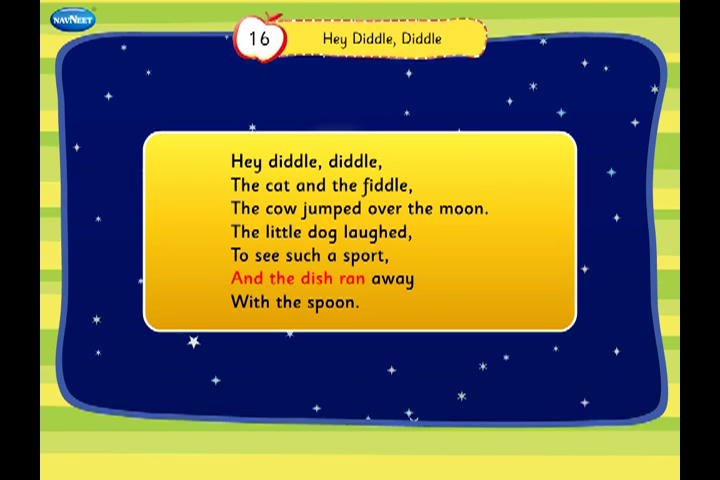 NAVNEET
16
Hey Diddle, Diddle
Hey diddle, diddle,
The cat and the fiddle,
The cow jumped over the moon.
The little dog laughed,
To see such a sport,
And the dish ran away
With the spoon.